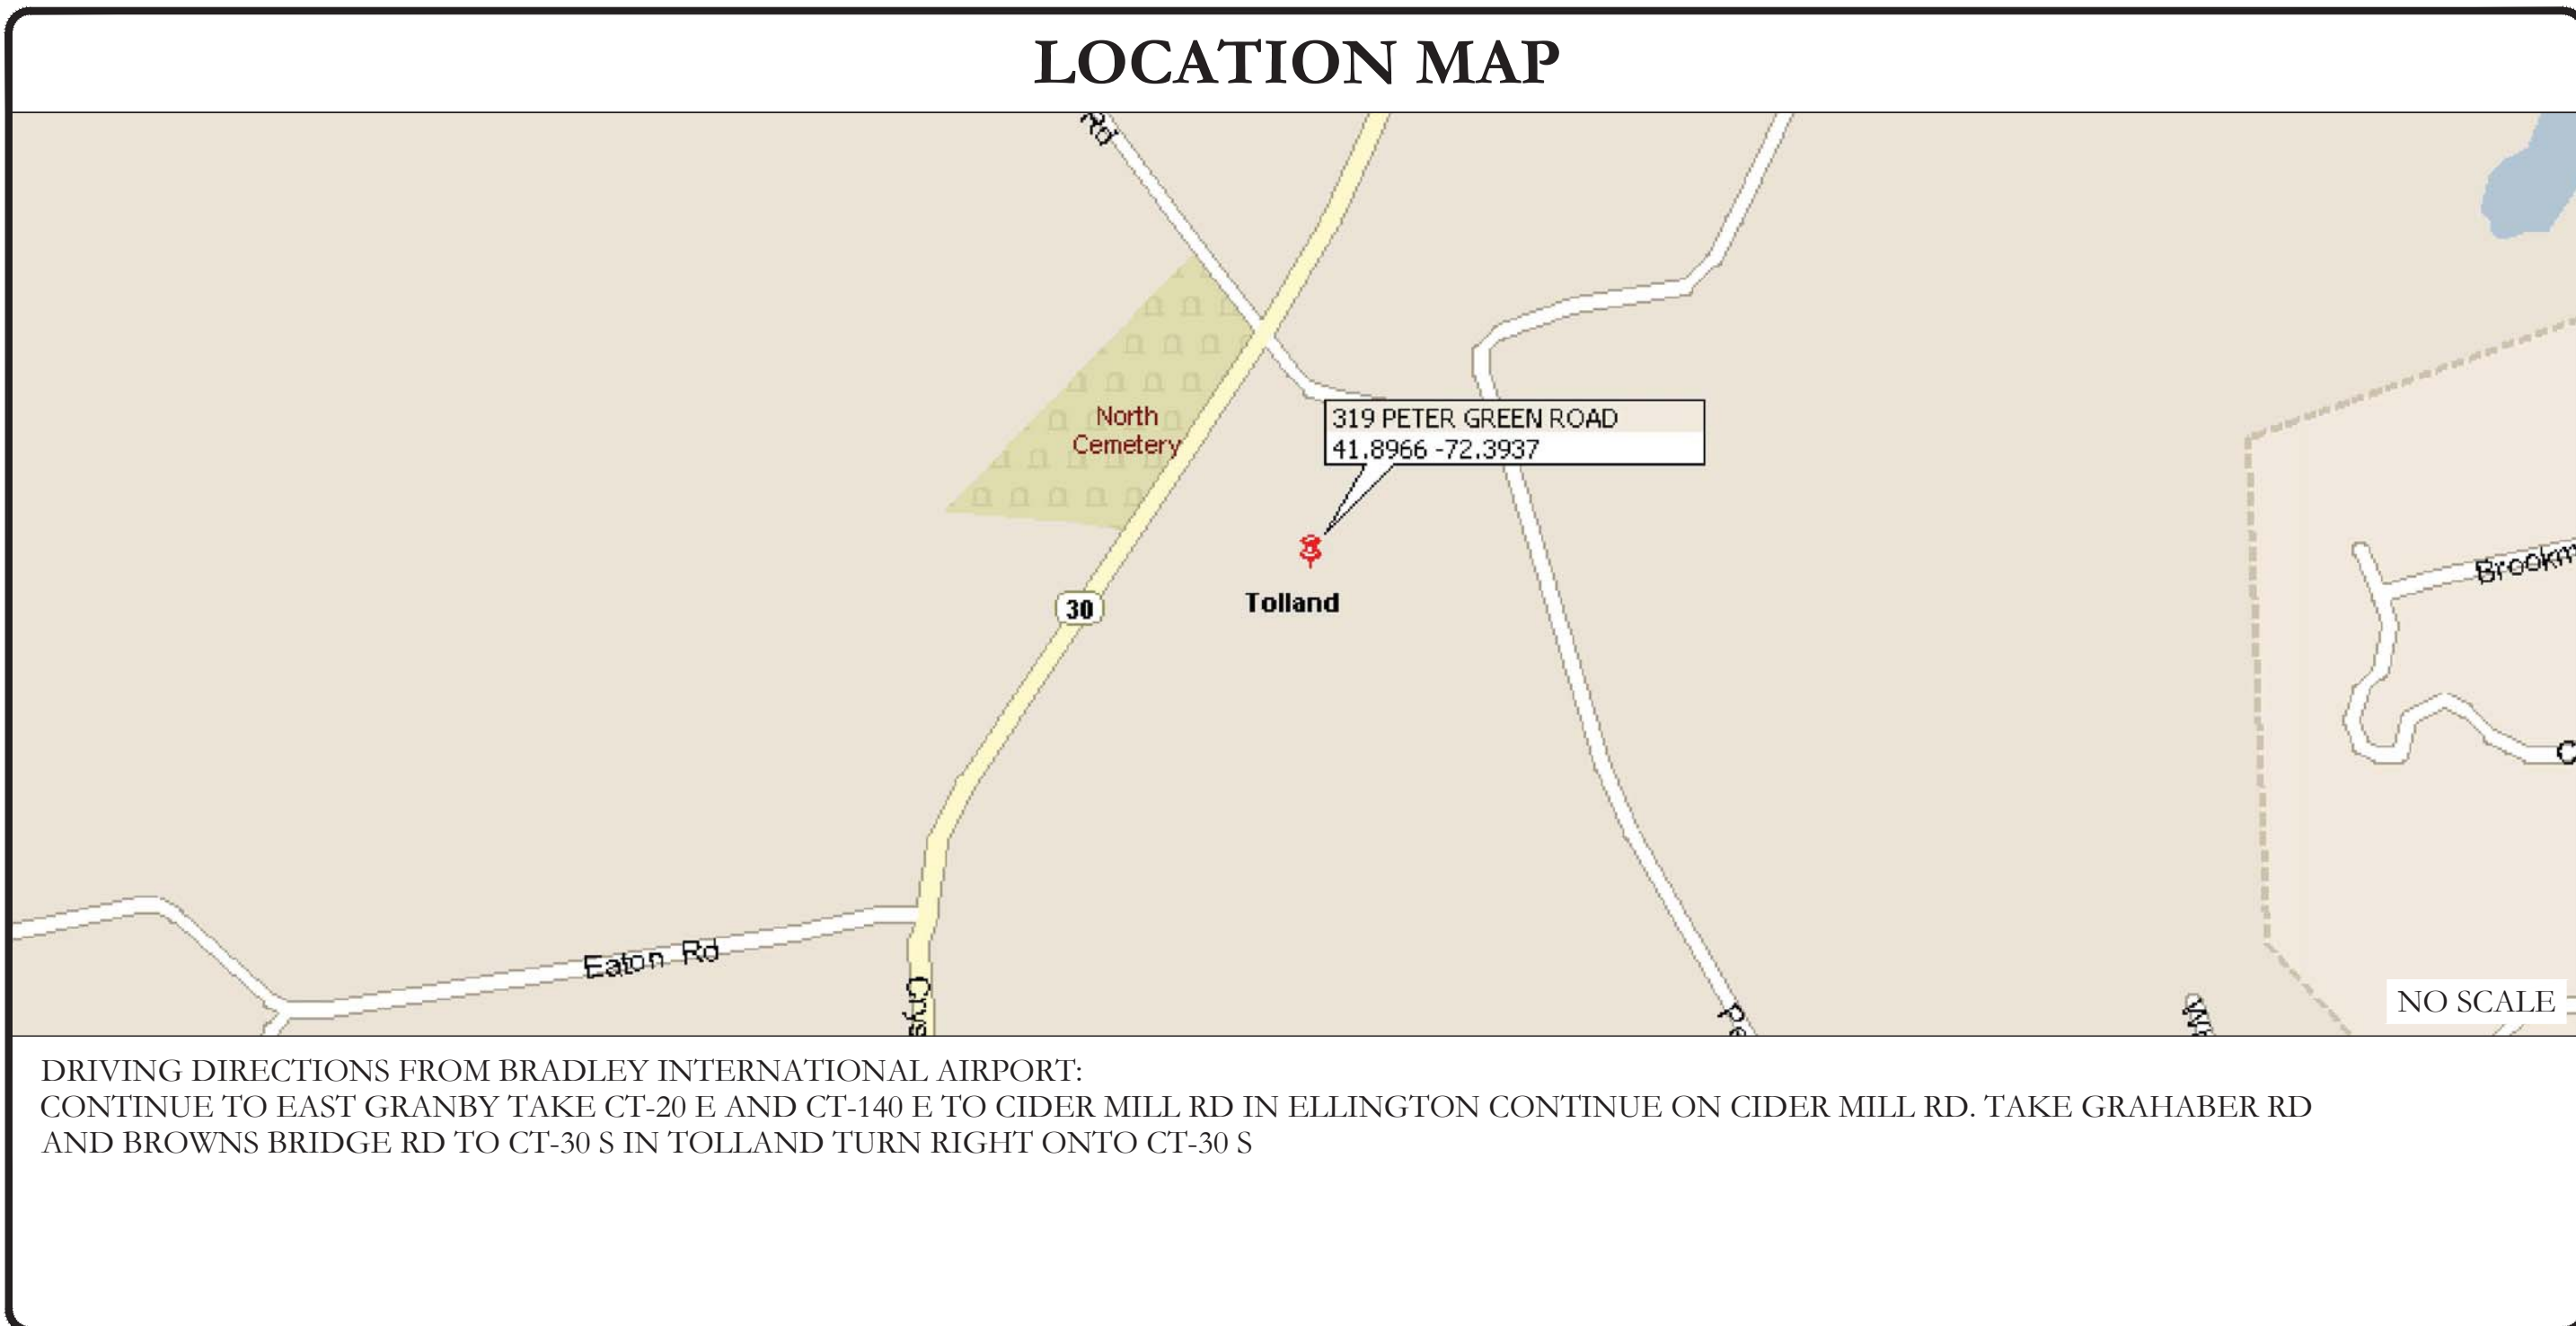 LOCATION MAP
Rd
North
Cemetery
319 PETER GREEN ROAD
41.8966 -72.3937
30
Tolland
Eaton Rd
NO SCALE
DRIVING DIRECTIONS FROM BRADLEY INTERNATIONAL AIRPORT:
CONTINUE TO EAST GRANBY TAKE CT-20 E AND CT-140 E TO CIDER MILL RD IN ELLINGTON CONTINUE ON CIDER MILL RD. TAKE GRAHABER RD
AND BROWNS BRIDGE RD TO CT-30 S IN TOLLAND TURN RIGHT ONTO CT-30 S